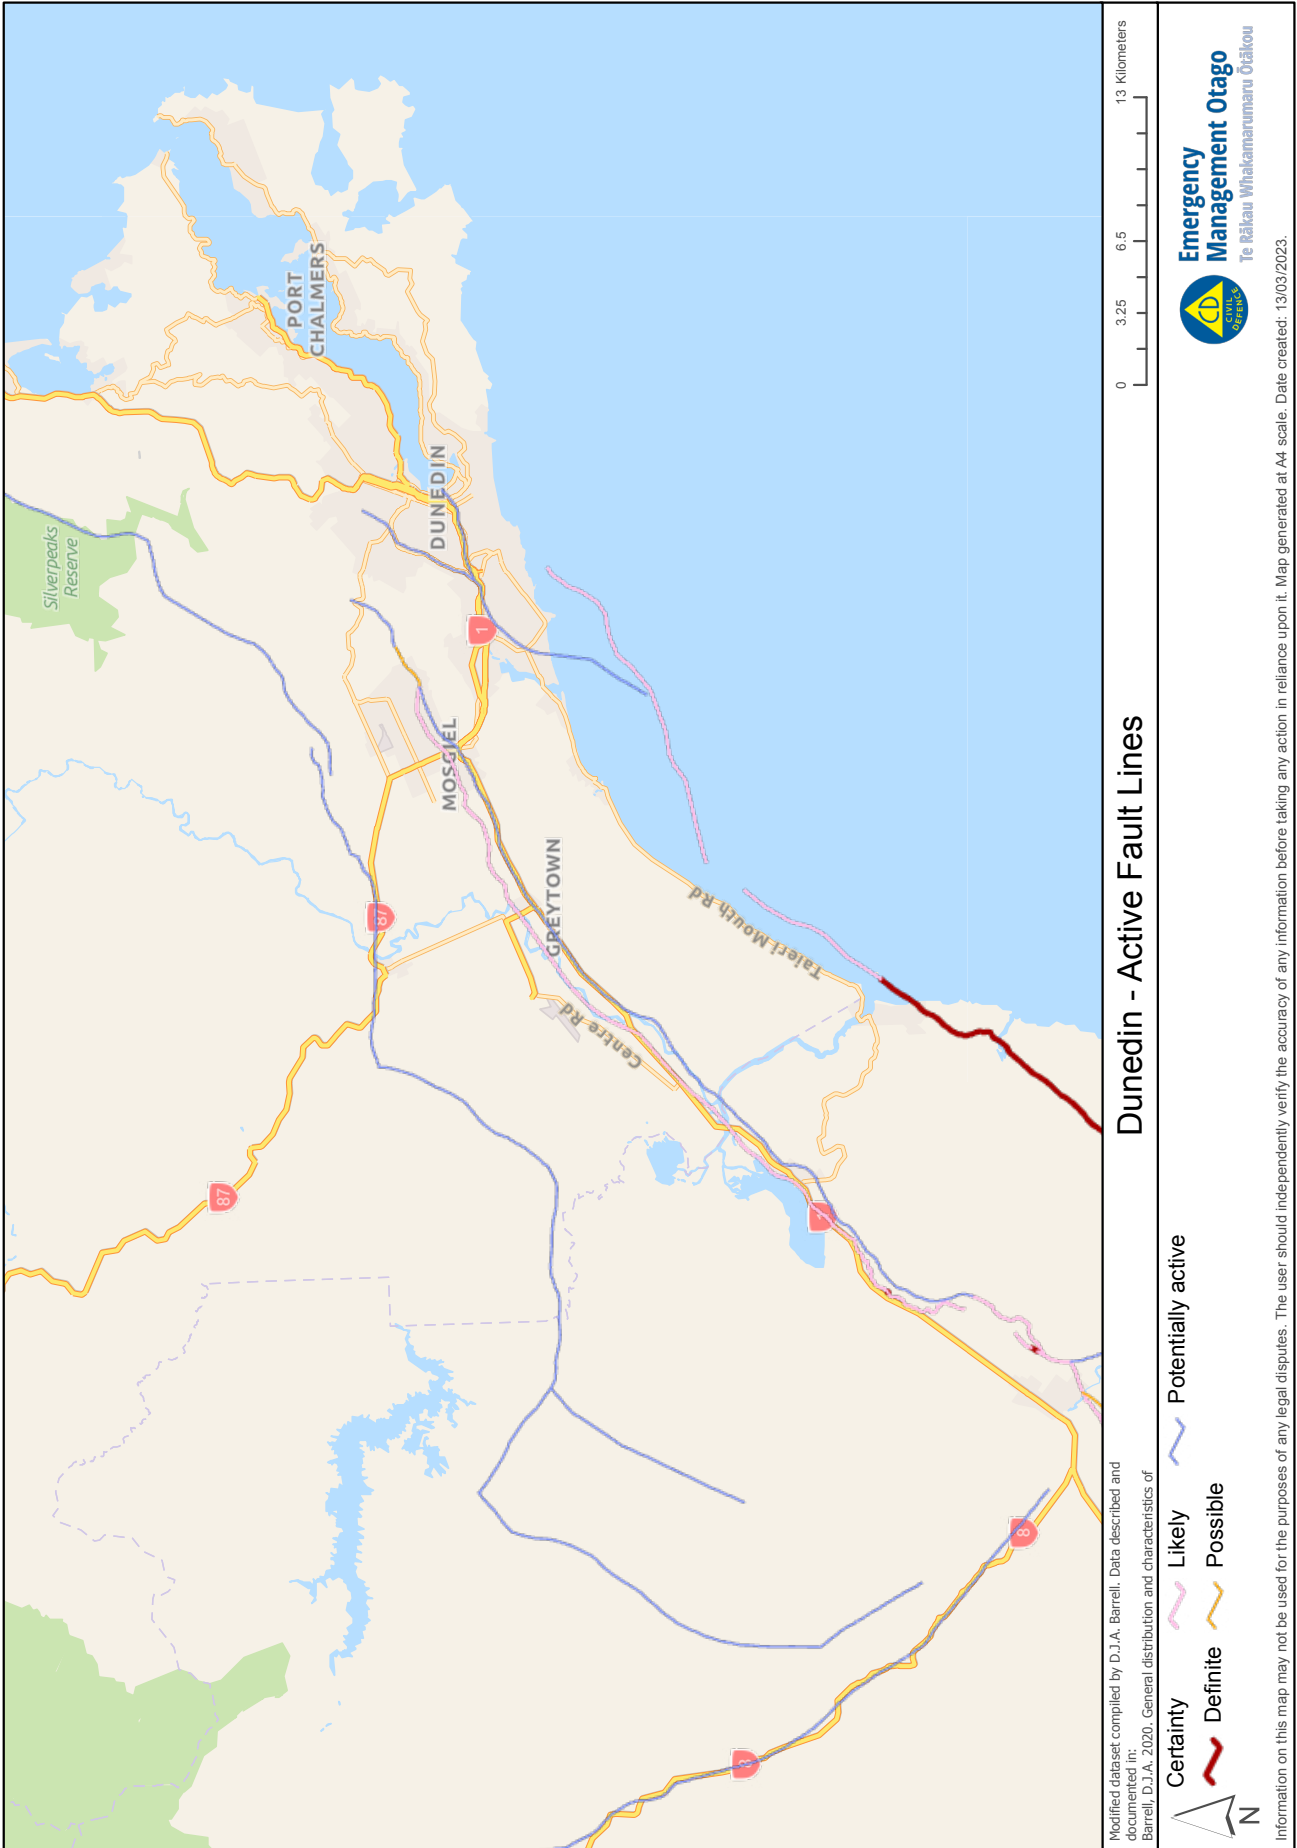 Silverpeaks
Reserve
PORT
CHALMERS
DUNEDIN
1
MOSGIEL
GREYTOWN
87
87
Taieri Mouth Rd
Centre Rd
1
8
8
Dunedin - Active Fault Lines
0 3.25 6.5 13 Kilometers
Modified dataset compiled by D.J.A. Barrell. Data described and
documented in:
Barrell, D.J.A. 2020. General distribution and characteristics of
Certainty
Definite
Likely
Possible
Potentially active
N
CD
CIVIL
DEFENCE
Emergency
Management Otago
Te Rākau Whakamarumaru Ōtākou
Information on this map may not be used for the purposes of any legal disputes. The user should independently verify the accuracy of any information before taking any action in reliance upon it. Map generated at A4 scale. Date created: 13/03/2023.